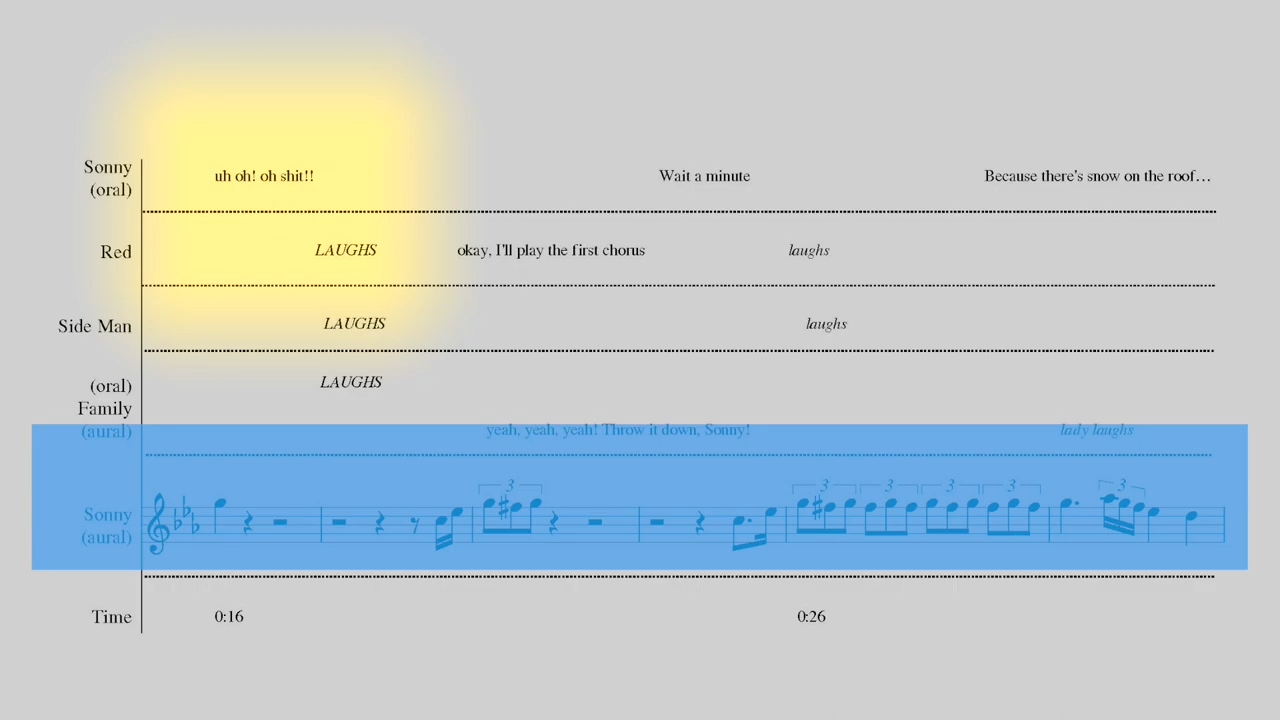 Sonny
(oral)
uh oh! oh shit!!
Wait a minute
Because there's snow on the roof…
Red
LAUGHS
okay, I'll play the first chorus
laughs
Side Man
LAUGHS
laughs
(oral)
LAUGHS
Family
(aural)
yeah, yeah, yeah! Throw it down, Sonny!
lady laughs
3
3
3
3
3
3
Sonny
(aural)
Time
0:16
0:26